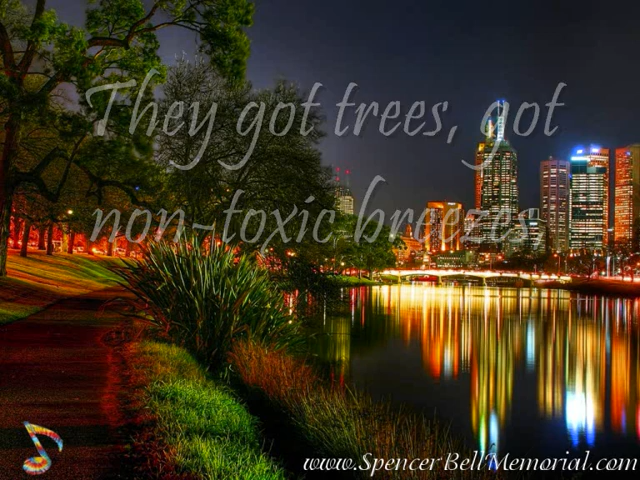 They got trees, got
non-toxic breezes
www.SpencerBellMemorial.com